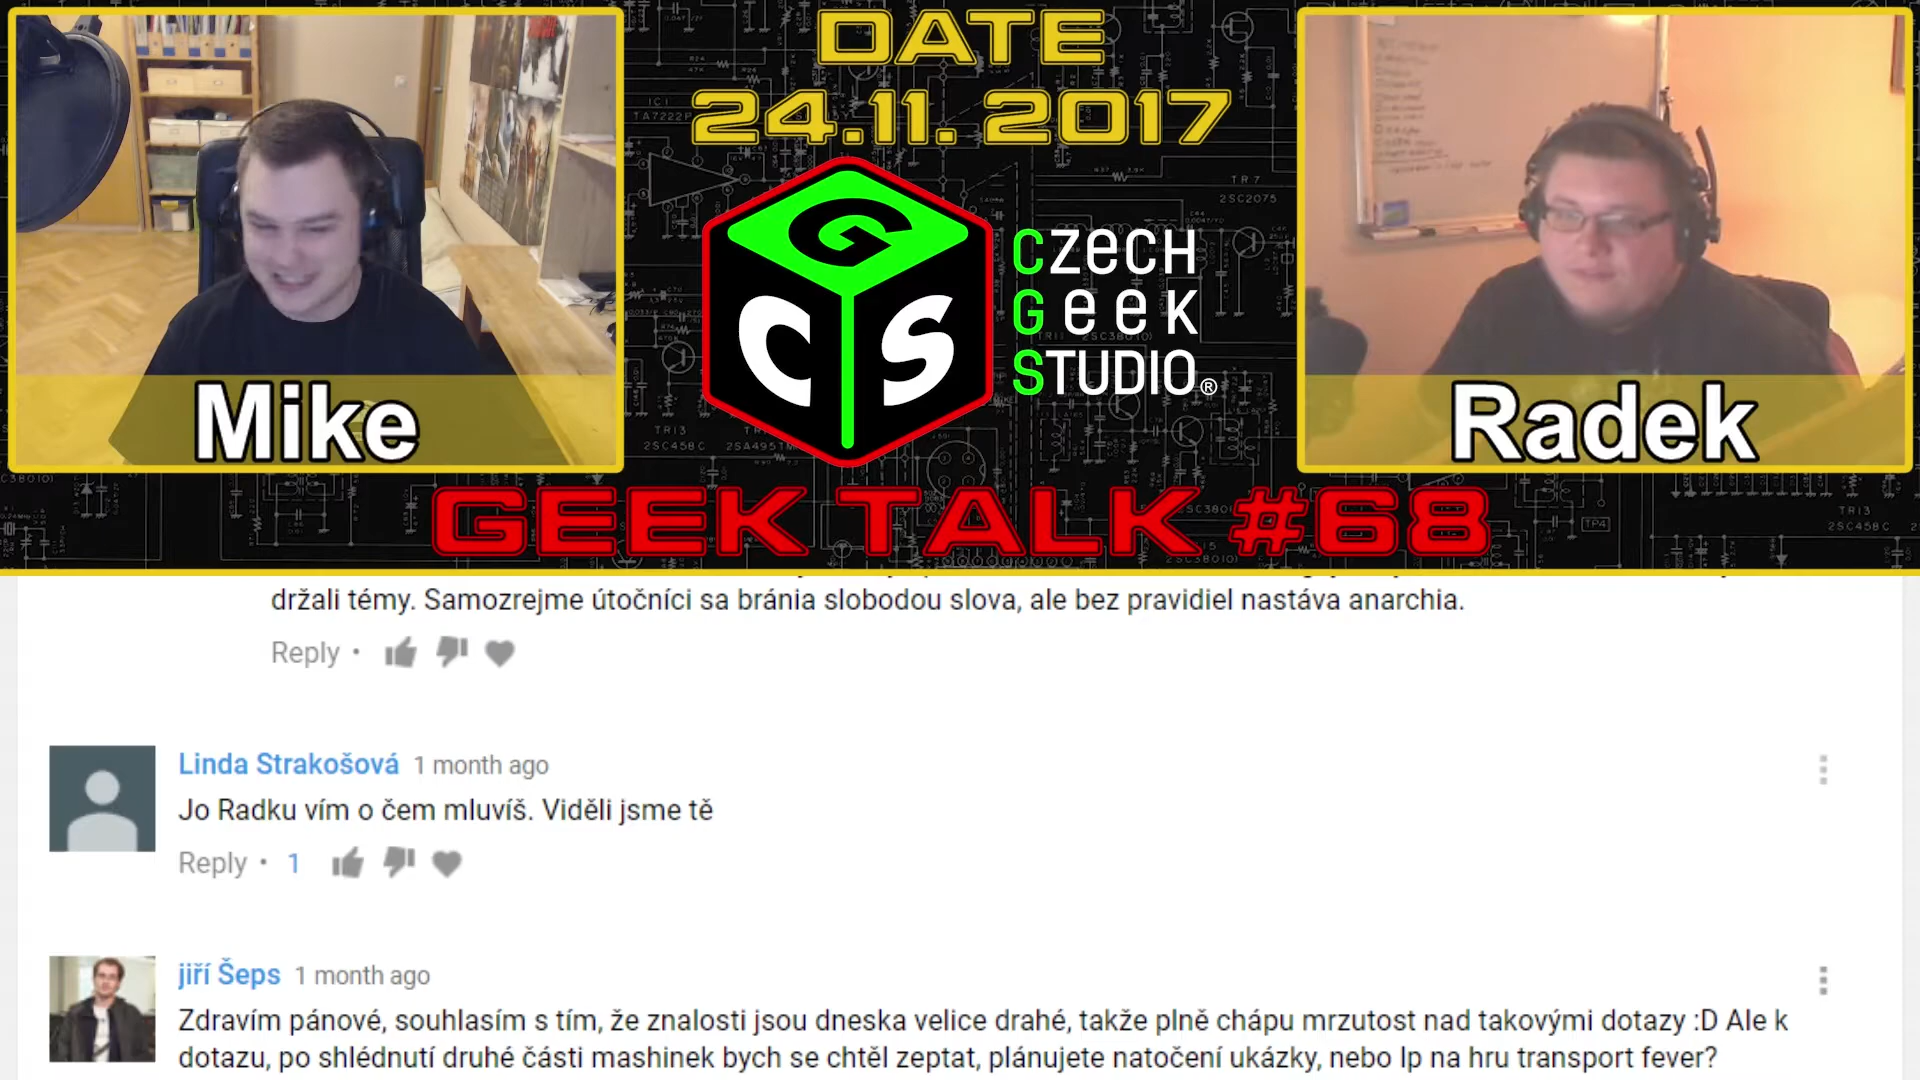 DATE
24.11. 2017
CZECH
GEEK
STUDIO®
G
C S
Mike
Radek
GEEK TALK #68
držali témy. Samozrejme útočníci sa bránia slobodou slova, ale bez pravidiel nastáva anarchia.
Reply •
Linda Strakošová 1 month ago
Jo Radku vím o čem mluvíš. Viděli jsme tě
Reply • 1
jiří Šeps 1 month ago
Zdravím pánové, souhlasím s tím, že znalosti jsou dneska velice drahé, takže plně chápu mrzutost nad takovými dotazy :D Ale k
dotazu, po shlédnutí druhé části mashinek bych se chtěl zeptat, plánujete natočení ukázky, nebo lp na hru transport fever?